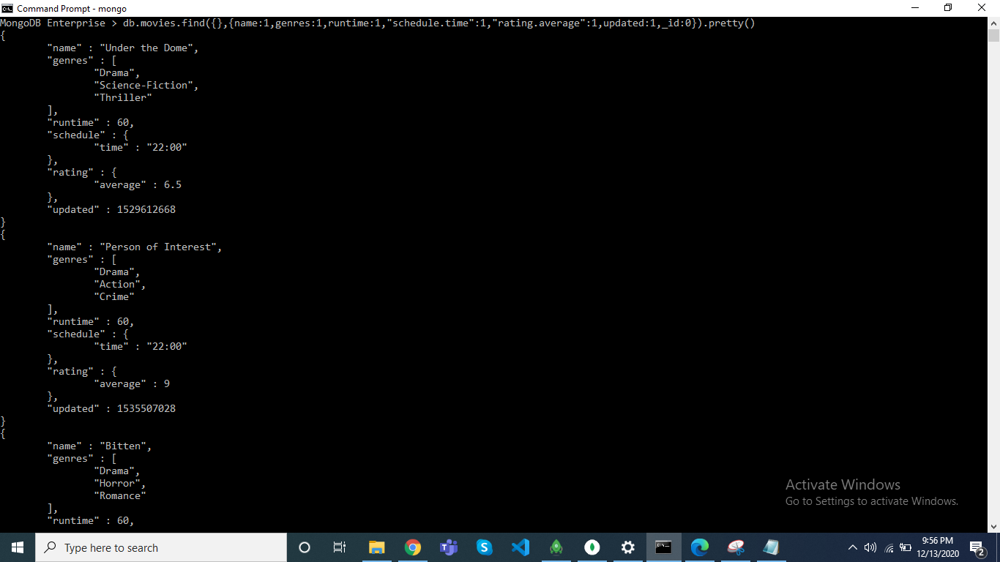 Command Prompt - mongo
MongoDB Enterprise > db.movies.find({},{name:1,genres:1,runtime:1,"schedule.time":1,"rating.average":1,updated:1,_id:0}).pretty()
{
"name" : "Under the Dome",
"genres" : [
"Drama",
"Science-Fiction",
"Thriller"
],
"runtime" : 60,
"schedule" : {
"time" : "22:00"
},
"rating" : {
"average" : 6.5
},
"updated" : 1529612668
}
{
"name" : "Person of Interest",
"genres" : [
"Drama",
"Action",
"Crime"
],
"runtime" : 60,
"schedule" : {
"time" : "22:00"
},
"rating" : {
"average" : 9
},
"updated" : 1535507028
}
{
"name" : "Bitten",
"genres" : [
"Drama",
"Horror",
"Romance"
],
"runtime" : 60,
Activate Windows
Go to Settings to activate Windows.
Type here to search
9:56 PM
12/13/2020
2